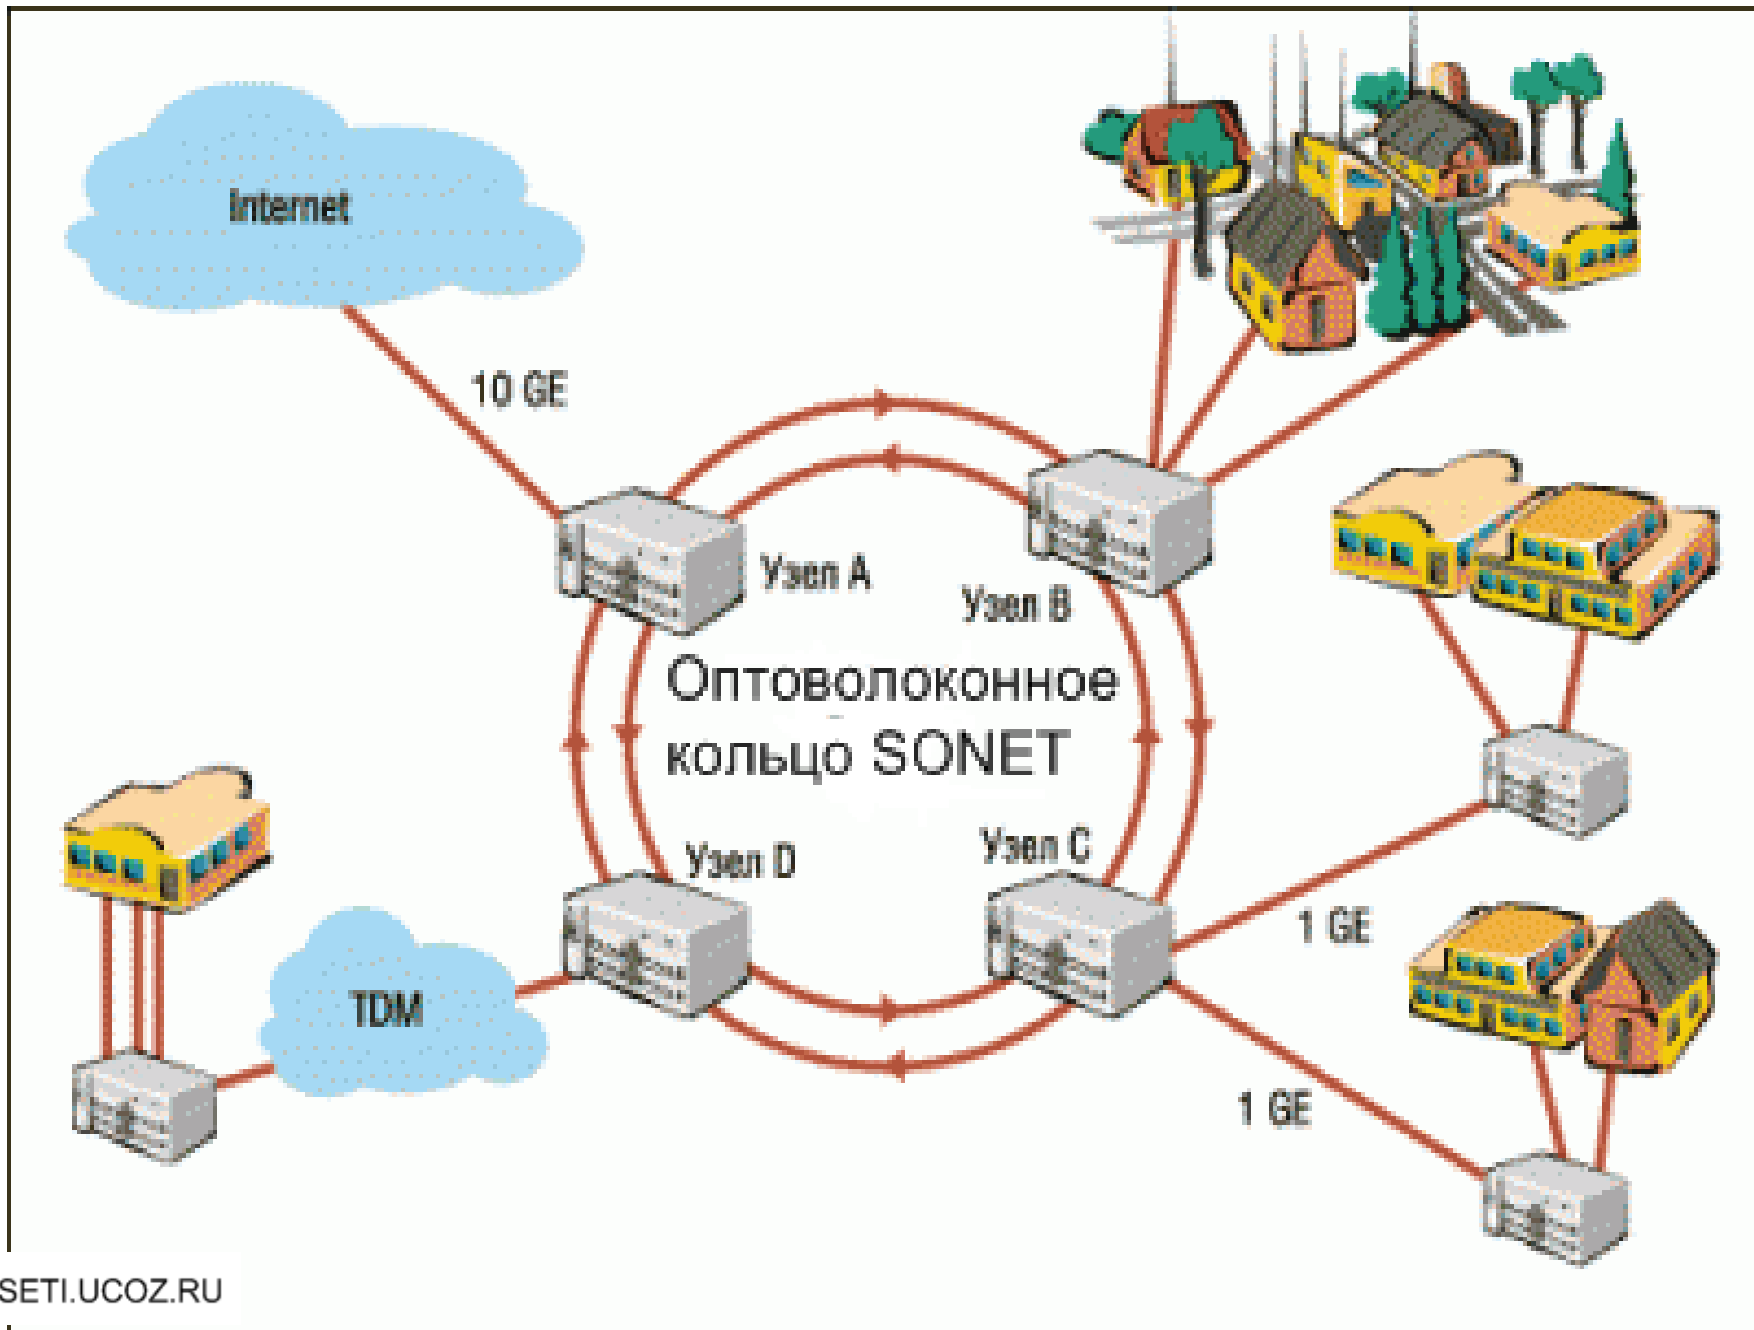 Internet
10 GE
Узел A
Узел B
Оптоволоконное
кольцо SONET
Узел D
Узел C
1 GE
TDM
1 GE
SETI.UCOZ.RU